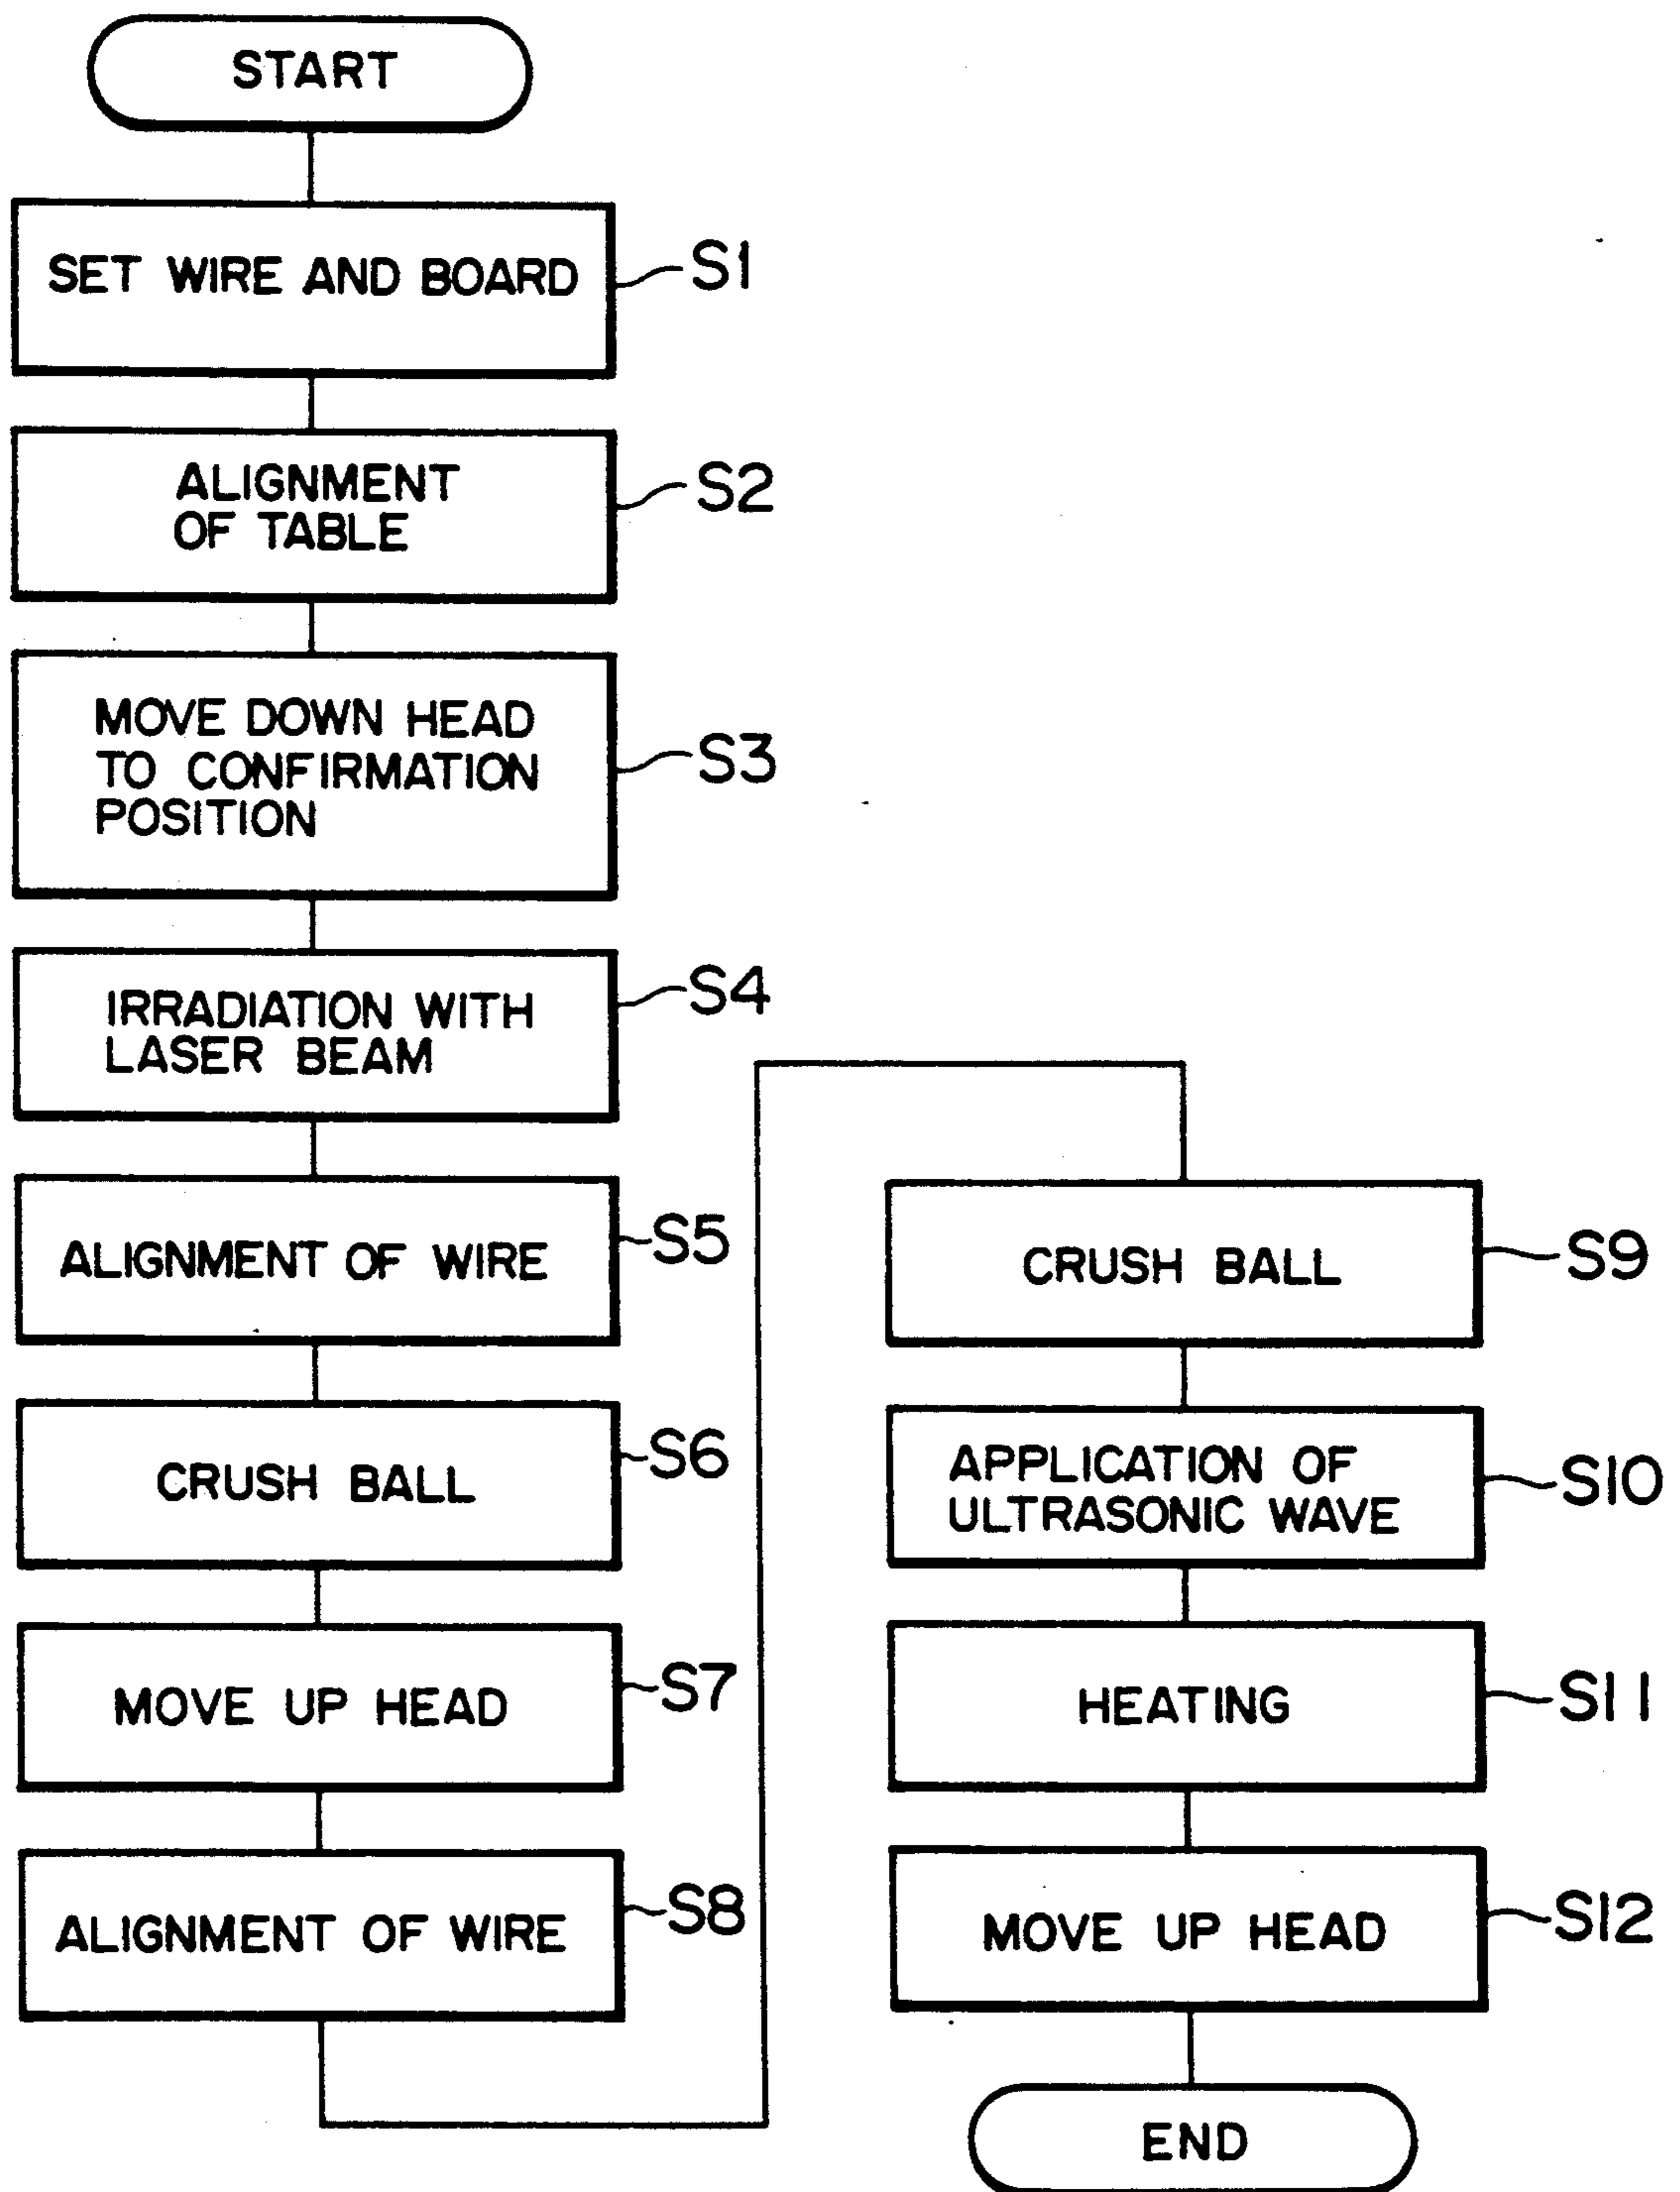 START
SET WIRE AND BOARD
S1
ALIGNMENT
OF TABLE
S2
MOVE DOWN HEAD
TO CONFIRMATION
POSITION
S3
IRRADIATION WITH
LASER BEAM
S4
ALIGNMENT OF WIRE
S5
CRUSH BALL
S6
MOVE UP HEAD
S7
ALIGNMENT OF WIRE
S8
CRUSH BALL
S9
APPLICATION OF
ULTRASONIC WAVE
S10
HEATING
S11
MOVE UP HEAD
S12
END